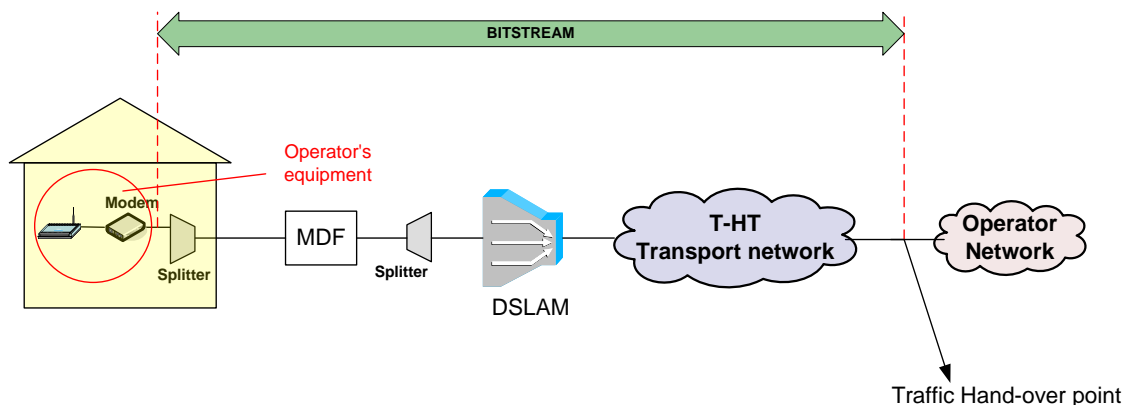 BITSTREAM
Operator's
equipment
Modem
Splitter
MDF
Splitter
DSLAM
T-HT
Transport network
Operator
Network
Traffic Hand-over point